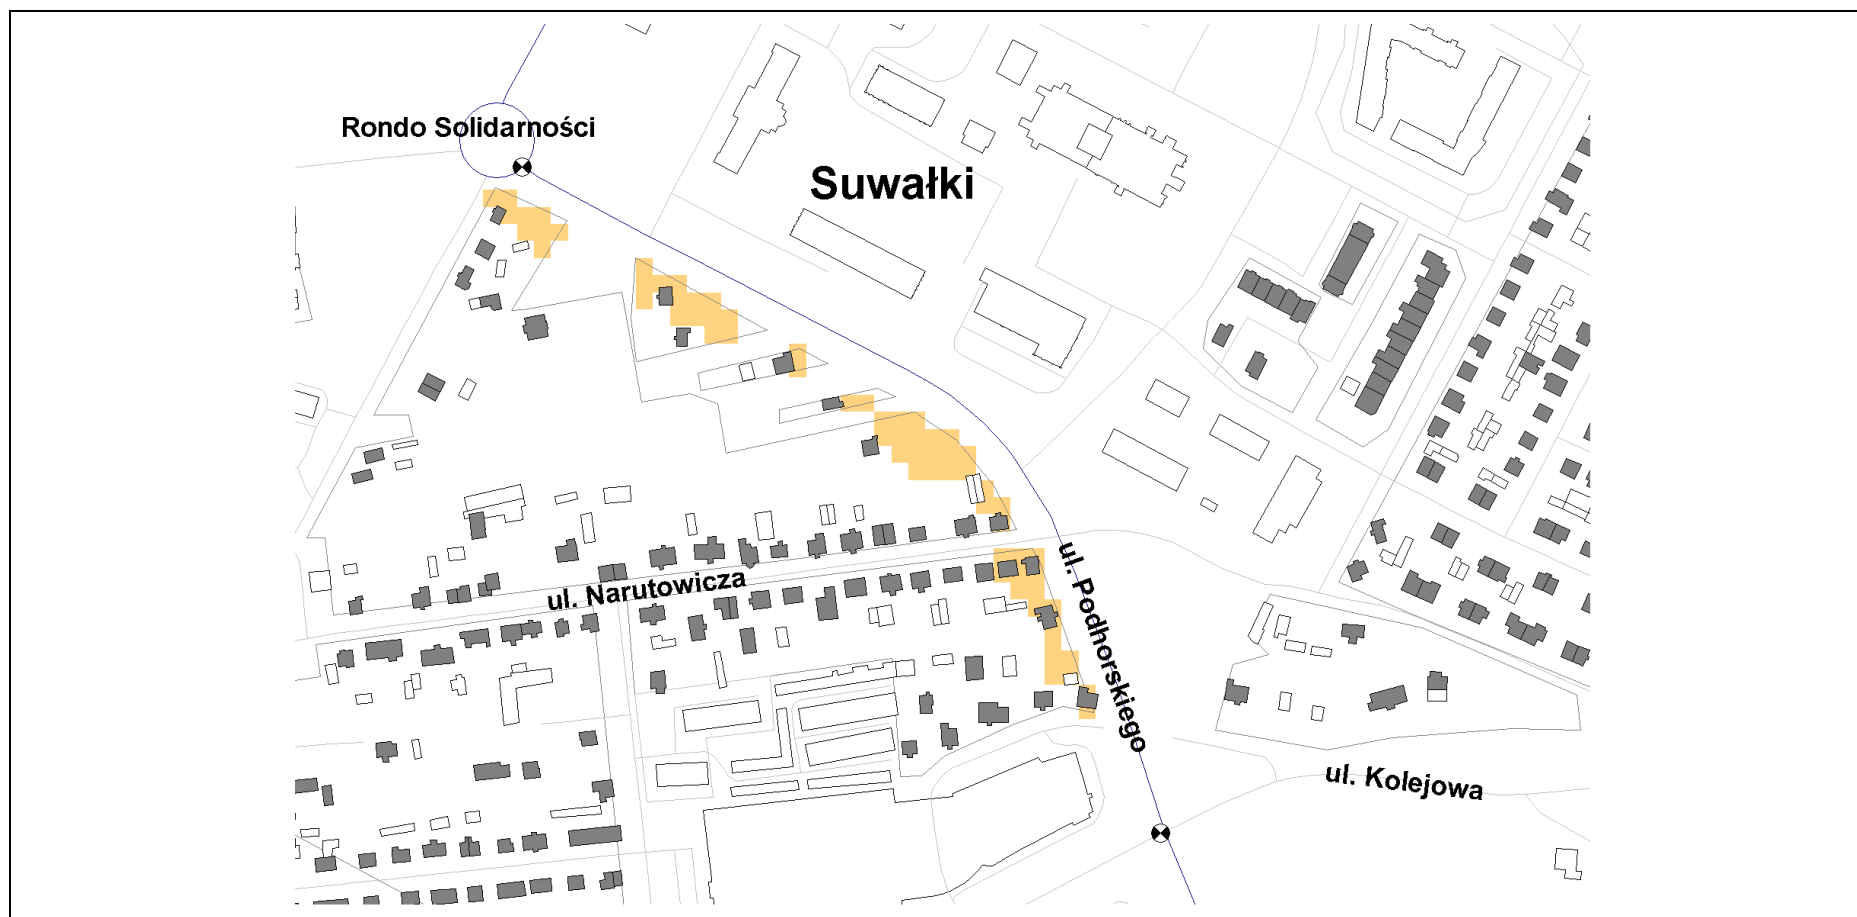 Rondo Solidarności
Suwałki
ul. Narutowicza
ul. Podhorskiego
ul. Kolejowa